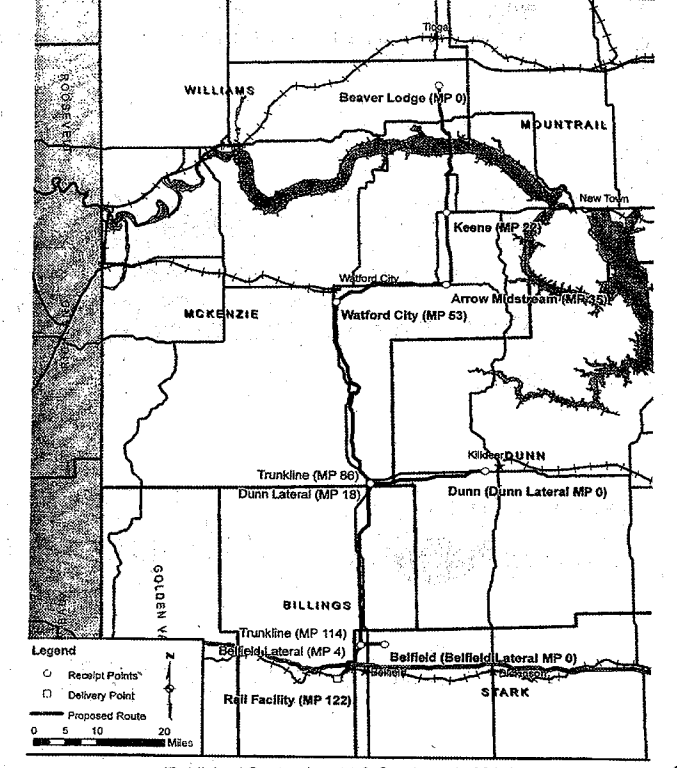 Tioga
WILLIAMS
ROOSEVELT
Beaver Lodge (MP 0)
MOUNTRAIL
New Town
Keene (MP 22)
Watford City
Arrow Midstream (MP 35)
MCKENZIE
Watford City (MP 53)
Killdeer
DUNN
Trunkline (MP 86)
Dunn Lateral (MP 18)
Dunn (Dunn Lateral MP 0)
GOLDEN VA
BILLINGS
Trunkline (MP 114)
Belfield Lateral (MP 4)
Belfield (Belfield Lateral MP 0)
Belfield
Dickinson
STARK
Rail Facility (MP 122)
Legend
Receipt Points
Delivery Point
Proposed Route
N
0 5 10 20
Miles